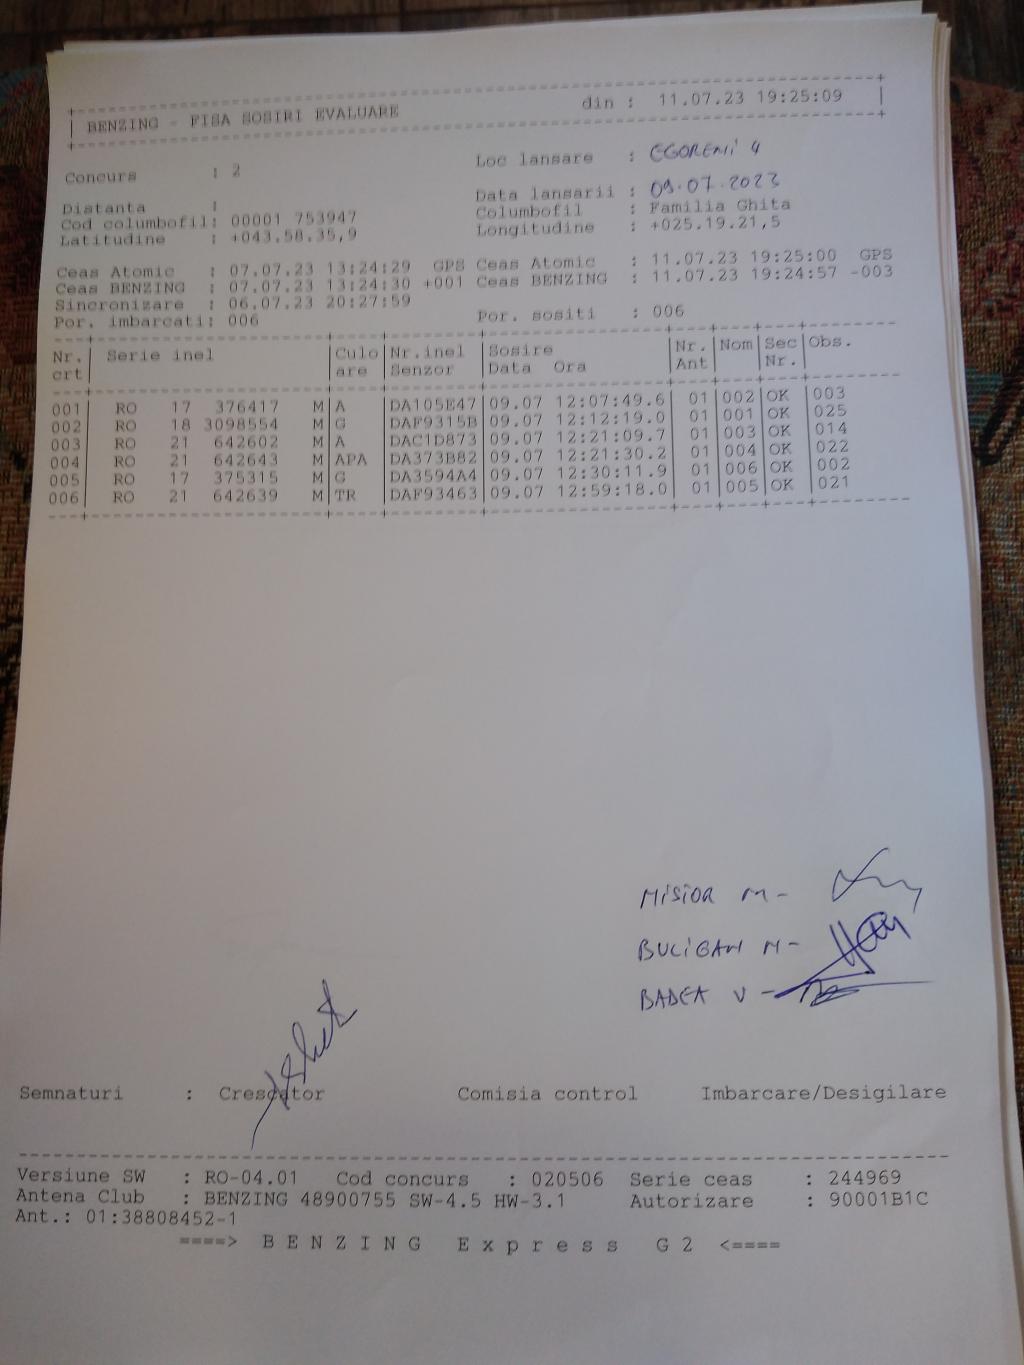 BENZING - FISA SOSIRI EVALUARE din : 11.07.23 19:25:09
Concurs : 2 Loc lansare : EGORENI 4
Distanta : Data lansarii : 09.07.2023
Cod columbofil: 00001 753947 Columbofil : Familia Ghita
Latitudine : +043.58.35,9 Longitudine : +025.19.21,5
Ceas Atomic : 07.07.23 13:24:29 GPS Ceas Atomic : 11.07.23 19:25:00 GPS
Ceas BENZING : 07.07.23 13:24:30 +001 Ceas BENZING : 11.07.23 19:24:57 -003
Sincronizare : 06.07.23 20:27:59
Por. imbarcati: 006 Por. sositi : 006
Nr. | Serie inel | Culo | Nr.inel | Sosire | Nr. | Nom | Sec | Obs.
crt | | are | Senzor | Data Ora | Ant | | Nr. |
001 | RO 17 376417 M | A | DA105E47 | 09.07 12:07:49.6 | 01 | 002 | OK | 003
002 | RO 18 3098554 M | G | DAF9315B | 09.07 12:12:19.0 | 01 | 001 | OK | 025
003 | RO 21 642602 M | A | DAC1D873 | 09.07 12:21:09.7 | 01 | 003 | OK | 014
004 | RO 21 642643 M | APA | DA373B82 | 09.07 12:21:30.2 | 01 | 004 | OK | 022
005 | RO 17 375315 M | G | DA3594A4 | 09.07 12:30:11.9 | 01 | 006 | OK | 002
006 | RO 21 642639 M | TR | DAF93463 | 09.07 12:59:18.0 | 01 | 005 | OK | 021
MISIOR M-
BULIGAN M-
BADEA V -
Semnaturi : Crescator Comisia control Imbarcare/Desigilare
Versiune SW : RO-04.01 Cod concurs : 020506 Serie ceas : 244969
Antena Club : BENZING 48900755 SW-4.5 HW-3.1 Autorizare : 90001B1C
Ant.: 01:38808452-1
====> B E N Z I N G E x p r e s s G 2 <====